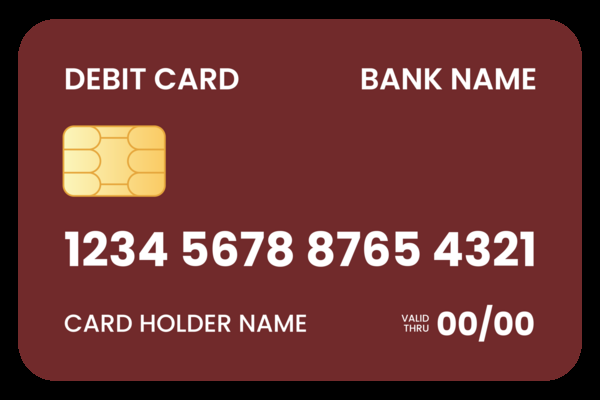 DEBIT CARD BANK NAME
1234 5678 8765 4321
CARD HOLDER NAME VALID THRU 00/00